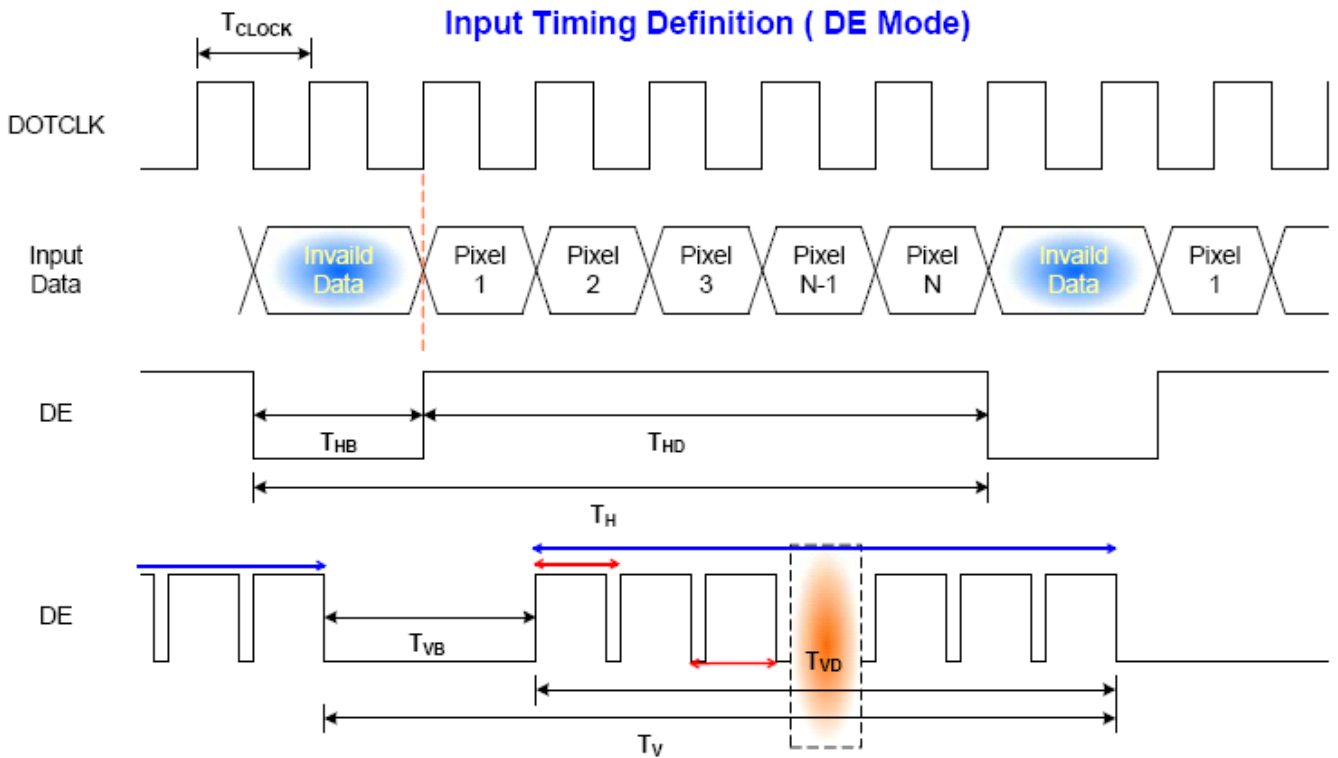 Input Timing Definition ( DE Mode)
TCLOCK
DOTCLK
Input
Data
Invaild
Data
Pixel
1
Pixel
2
Pixel
3
Pixel
N-1
Pixel
N
Invaild
Data
Pixel
1
DE
THB
THD
TH
DE
TVB
TVD
TV